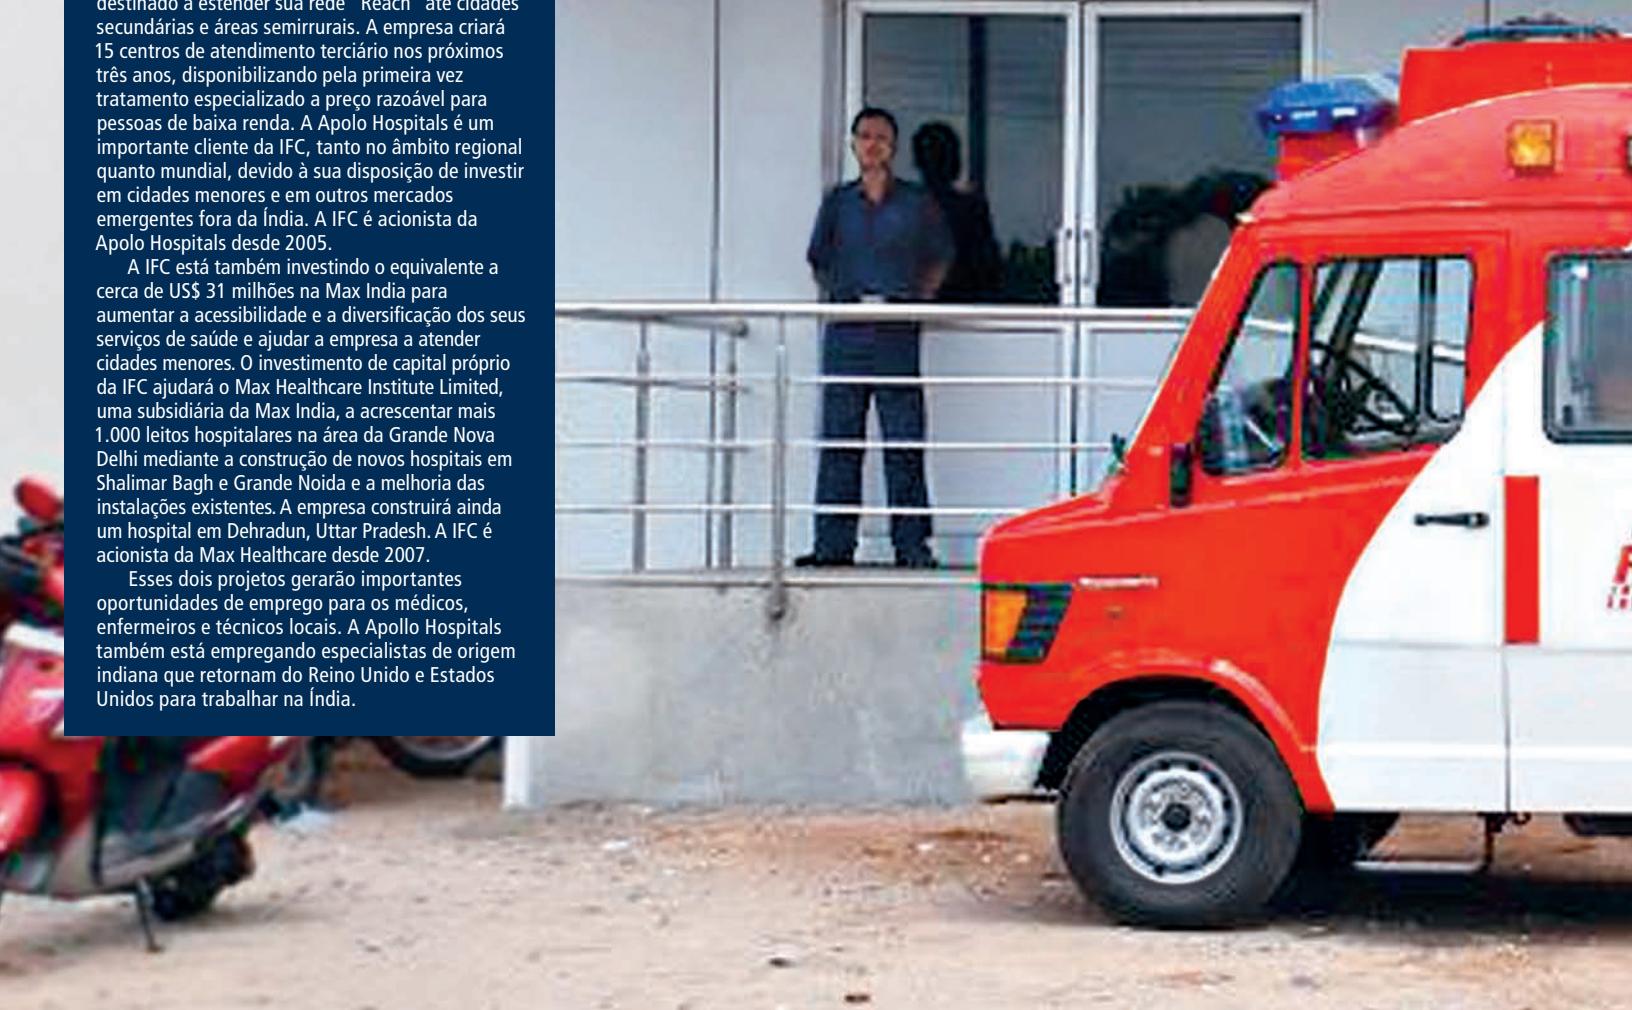 destinado a estender sua rede “Reach” até cidades
secundárias e áreas semirrurais. A empresa criará
15 centros de atendimento terciário nos próximos
três anos, disponibilizando pela primeira vez
tratamento especializado a preço razoável para
pessoas de baixa renda. A Apolo Hospitals é um
importante cliente da IFC, tanto no âmbito regional
quanto mundial, devido à sua disposição de investir
em cidades menores e em outros mercados
emergentes fora da Índia. A IFC é acionista da
Apolo Hospitals desde 2005.
A IFC está também investindo o equivalente a
cerca de US$ 31 milhões na Max India para
aumentar a acessibilidade e a diversificação dos seus
serviços de saúde e ajudar a empresa a atender
cidades menores. O investimento de capital próprio
da IFC ajudará o Max Healthcare Institute Limited,
uma subsidiária da Max India, a acrescentar mais
1.000 leitos hospitalares na área da Grande Nova
Delhi mediante a construção de novos hospitais em
Shalimar Bagh e Grande Noida e a melhoria das
instalações existentes. A empresa construirá ainda
um hospital em Dehradun, Uttar Pradesh. A IFC é
acionista da Max Healthcare desde 2007.
Esses dois projetos gerarão importantes
oportunidades de emprego para os médicos,
enfermeiros e técnicos locais. A Apollo Hospitals
também está empregando especialistas de origem
indiana que retornam do Reino Unido e Estados
Unidos para trabalhar na Índia.